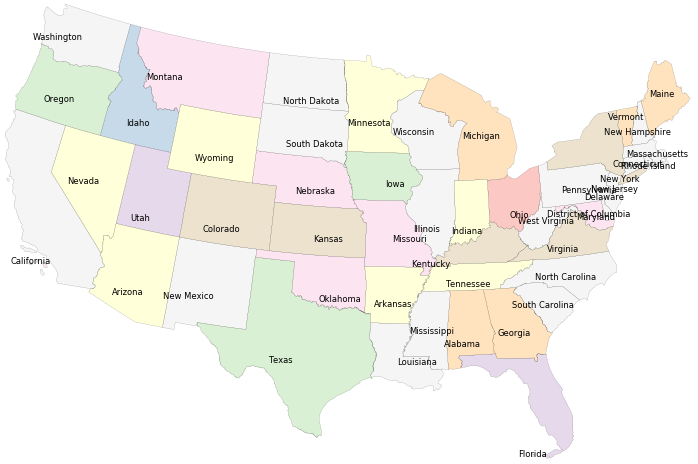 Washington
Montana
Maine
Oregon
North Dakota
Vermont
Idaho
Minnesota
Wisconsin
New Hampshire
Michigan
South Dakota
Massachusetts
Wyoming
Connecticut
Rhode Island
Nevada
Iowa
New York
Nebraska
Pennsylvania
New Jersey
Delaware
Utah
Ohio
District of Columbia
Maryland
West Virginia
Colorado
Illinois
Indiana
Kansas
Missouri
Virginia
California
Kentucky
North Carolina
Tennessee
Arizona
New Mexico
Oklahoma
Arkansas
South Carolina
Mississippi
Georgia
Alabama
Texas
Louisiana
Florida